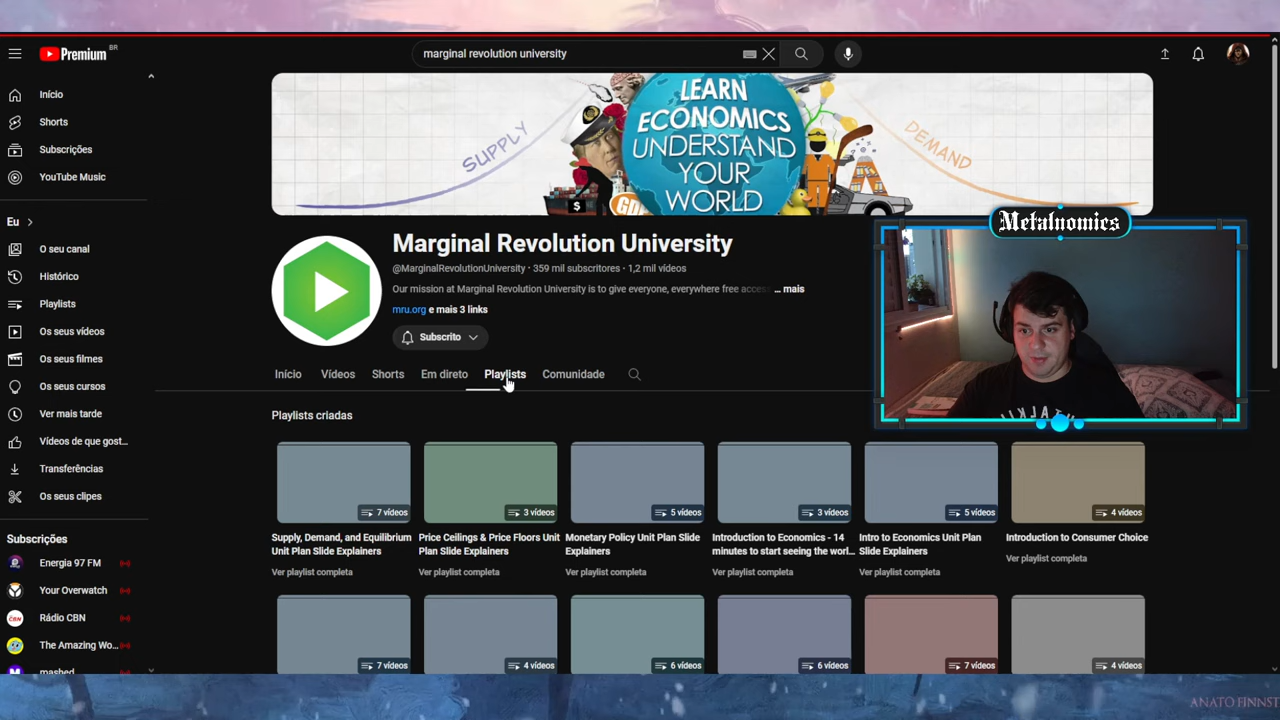 Premium BR
marginal revolution university
Início
Shorts
Subscrições
YouTube Music
Eu
O seu canal
Histórico
Playlists
Os seus vídeos
Os seus filmes
Os seus cursos
Ver mais tarde
Vídeos de que gost...
Transferências
Os seus clipes
Subscrições
Energia 97 FM
Your Overwatch
Rádio CBN
The Amazing Wo...
mashed
SUPPLY
LEARN
ECONOMICS
UNDERSTAND
YOUR
WORLD
DEMAND
Metalnomics
Marginal Revolution University
@MarginalRevolutionUniversity · 359 mil subscritores · 1,2 mil vídeos
Our mission at Marginal Revolution University is to give everyone, everywhere free acces ... mais
mru.org e mais 3 links
Subscrito
Início Vídeos Shorts Em direto Playlists Comunidade
Playlists criadas
7 vídeos
3 vídeos
5 vídeos
3 vídeos
5 vídeos
4 vídeos
Supply, Demand, and Equilibrium
Unit Plan Slide Explainers
Ver playlist completa
Price Ceilings & Price Floors Unit
Plan Slide Explainers
Ver playlist completa
Monetary Policy Unit Plan Slide
Explainers
Ver playlist completa
Introduction to Economics - 14
minutes to start seeing the worl...
Ver playlist completa
Intro to Economics Unit Plan
Slide Explainers
Ver playlist completa
Introduction to Consumer Choice
Ver playlist completa
7 vídeos
4 vídeos
6 vídeos
6 vídeos
7 vídeos
4 vídeos
ANATO FINNST